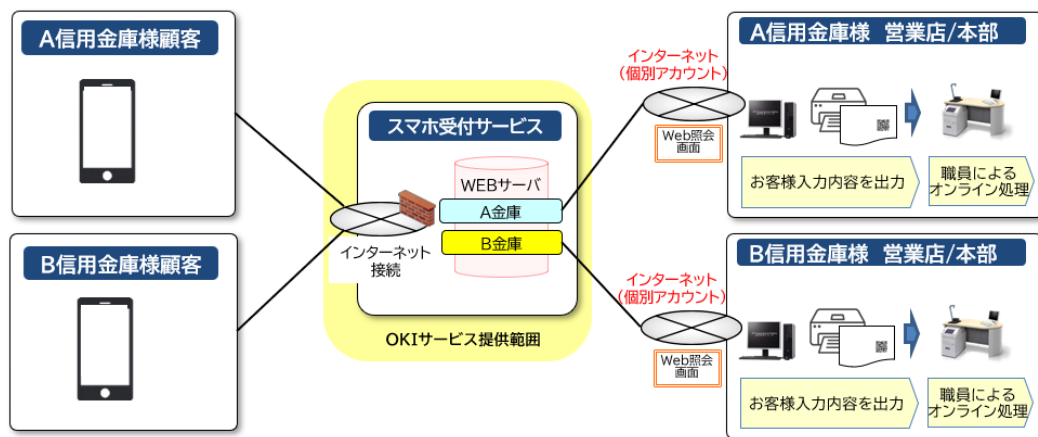 A信用金庫様顧客
B信用金庫様顧客
スマホ受付サービス
WEBサーバ
A金庫
B金庫
インターネット
接続
OKIサービス提供範囲
インターネット
(個別アカウント)
Web照会
画面
A信用金庫様 営業店/本部
お客様入力内容を出力
職員による
オンライン処理
インターネット
(個別アカウント)
Web照会
画面
B信用金庫様 営業店/本部
お客様入力内容を出力
職員による
オンライン処理